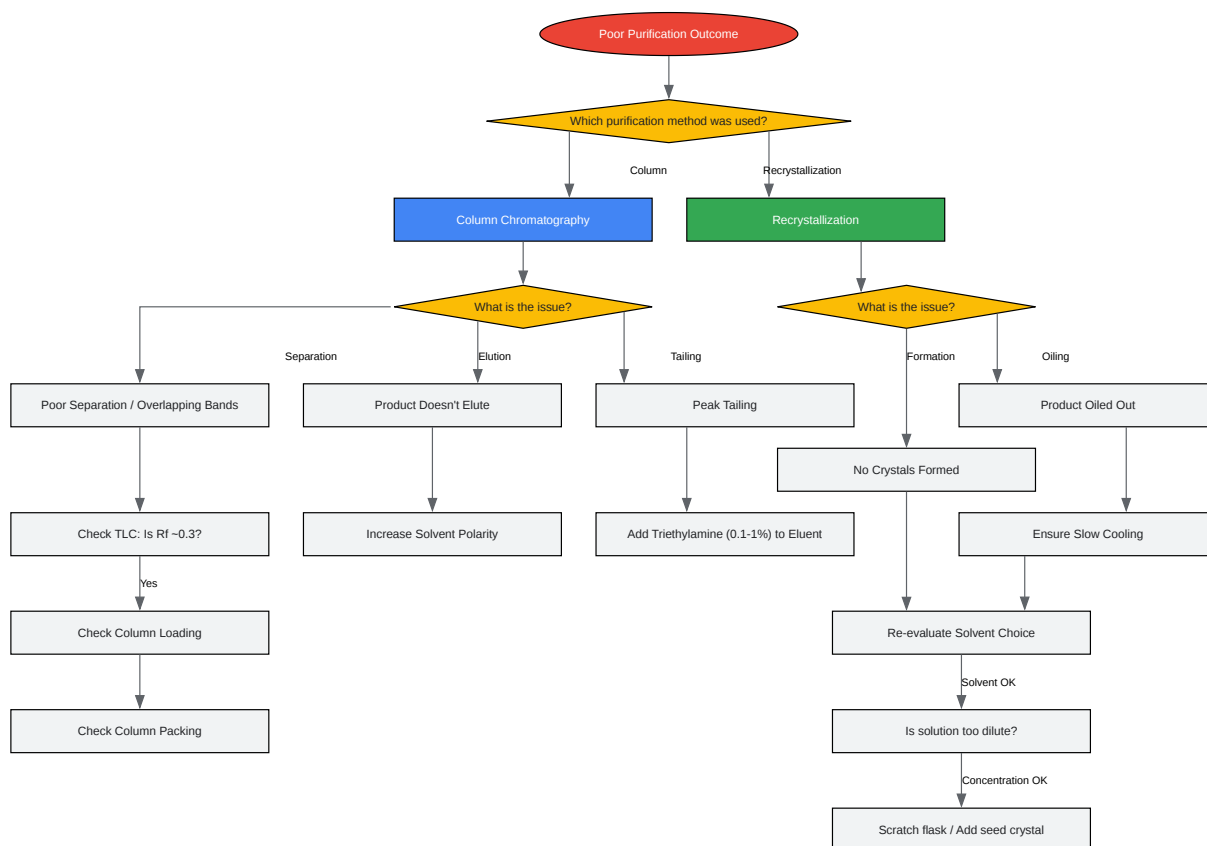 Poor Purification Outcome
Which purification method was used?
Column
Recrystallization
Column Chromatography
Recrystallization
What is the issue?
What is the issue?
Separation
Elution
Tailing
Formation
Oiling
Poor Separation / Overlapping Bands
Product Doesn't Elute
Peak Tailing
Product Oiled Out
No Crystals Formed
Check TLC: Is Rf ~0.3?
Increase Solvent Polarity
Add Triethylamine (0.1-1%) to Eluent
Ensure Slow Cooling
Yes
Check Column Loading
Re-evaluate Solvent Choice
Solvent OK
Check Column Packing
Is solution too dilute?
Concentration OK
Scratch flask / Add seed crystal